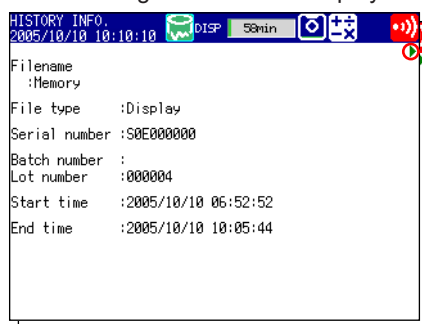 HISTORY INFO.
2005/10/10 10:10:10 DISP 58min
Filename
:Memory
File type :Display
Serial number :S0E000000
Batch number :
Lot number :000004
Start time :2005/10/10 06:52:52
End time :2005/10/10 10:05:44